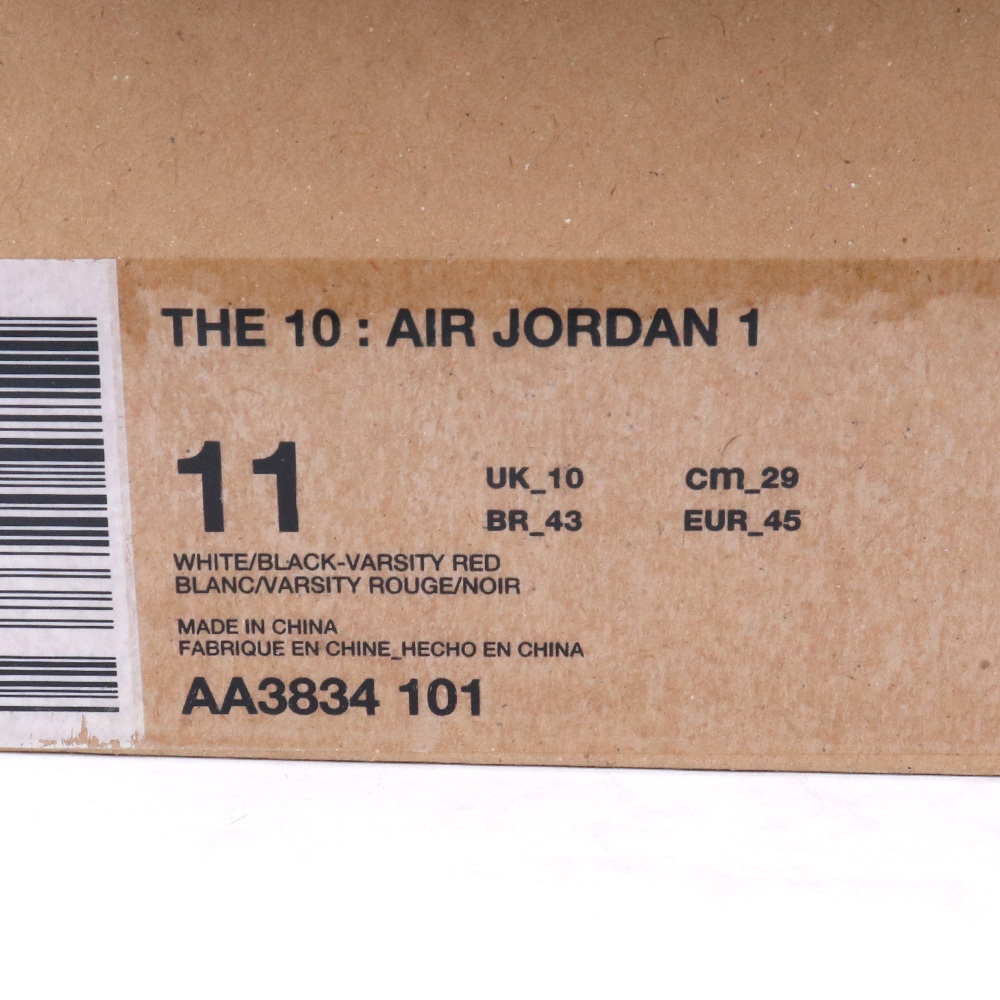 THE 10 : AIR JORDAN 1
11
UK_10 cm_29
BR_43 EUR_45
WHITE/BLACK-VARSITY RED
BLANC/VARSITY ROUGE/NOIR
MADE IN CHINA
FABRIQUE EN CHINE_HECHO EN CHINA
AA3834 101